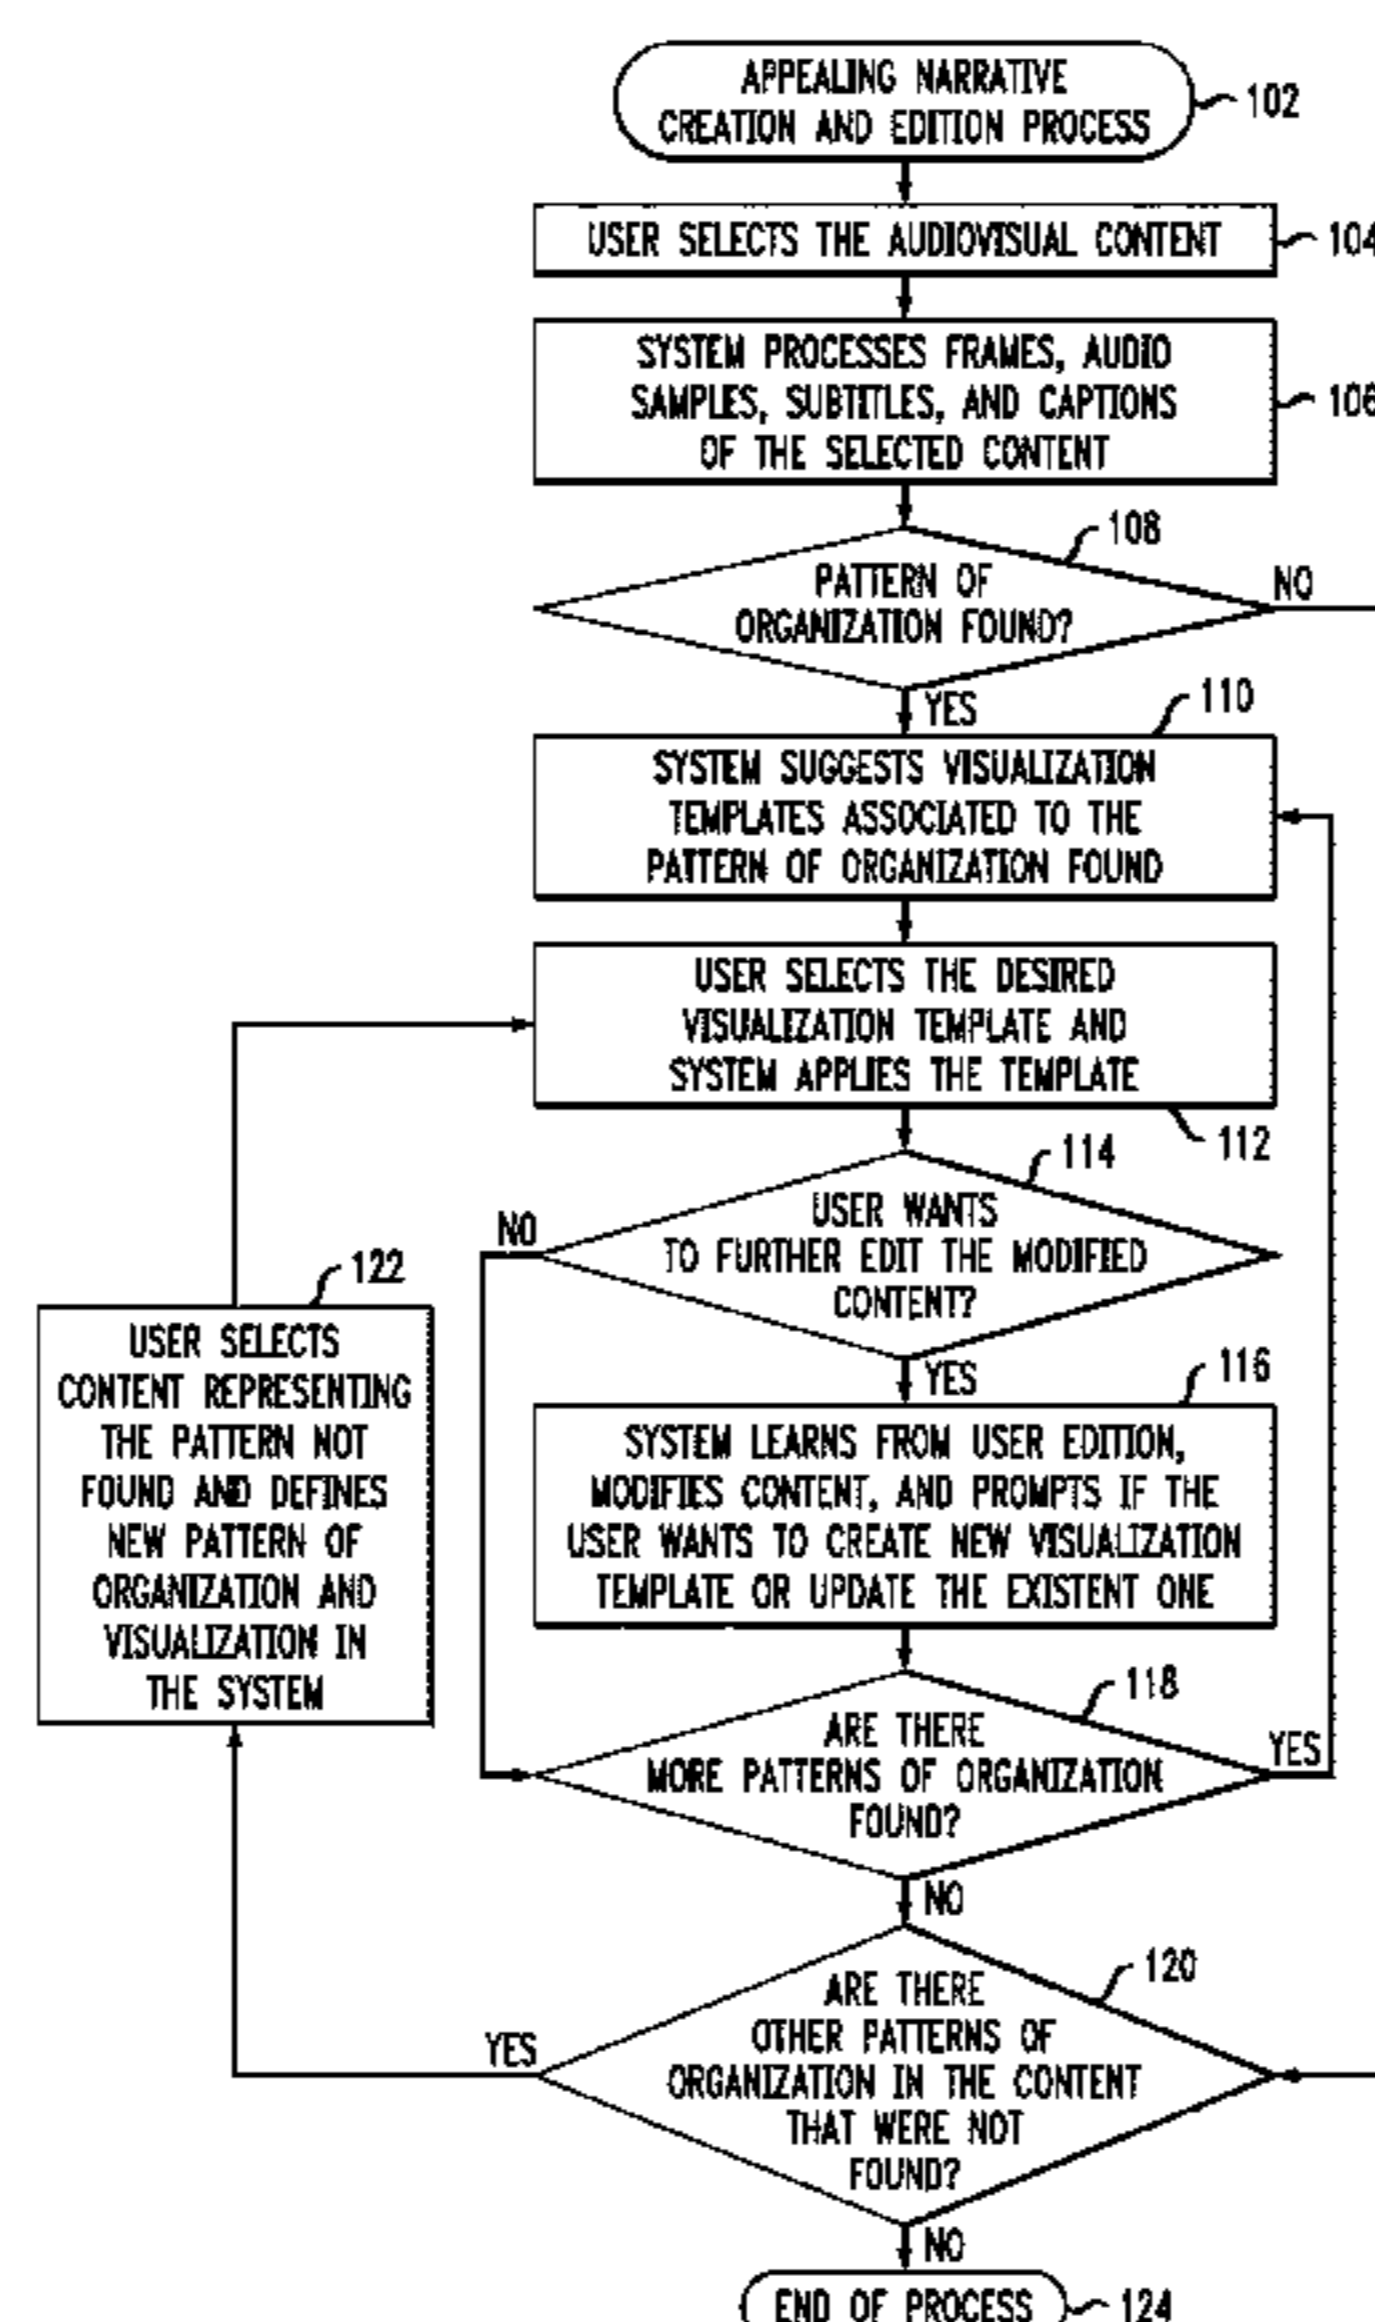 APPEALING NARRATIVE
CREATION AND EDITION PROCESS
102
USER SELECTS THE AUDIOVISUAL CONTENT
104
SYSTEM PROCESSES FRAMES, AUDIO
SAMPLES, SUBTITLES, AND CAPTIONS
OF THE SELECTED CONTENT
106
108
PATTERN OF
ORGANIZATION FOUND?
NO
YES
110
SYSTEM SUGGESTS VISUALIZATION
TEMPLATES ASSOCIATED TO THE
PATTERN OF ORGANIZATION FOUND
USER SELECTS THE DESIRED
VISUALIZATION TEMPLATE AND
SYSTEM APPLIES THE TEMPLATE
112
114
USER WANTS
TO FURTHER EDIT THE MODIFIED
CONTENT?
NO
YES
116
SYSTEM LEARNS FROM USER EDITION,
MODIFIES CONTENT, AND PROMPTS IF THE
USER WANTS TO CREATE NEW VISUALIZATION
TEMPLATE OR UPDATE THE EXISTENT ONE
122
USER SELECTS
CONTENT REPRESENTING
THE PATTERN NOT
FOUND AND DEFINES
NEW PATTERN OF
ORGANIZATION AND
VISUALIZATION IN
THE SYSTEM
118
ARE THERE
MORE PATTERNS OF ORGANIZATION
FOUND?
YES
NO
120
ARE THERE
OTHER PATTERNS OF
ORGANIZATION IN THE CONTENT
THAT WERE NOT
FOUND?
YES
NO
END OF PROCESS
124